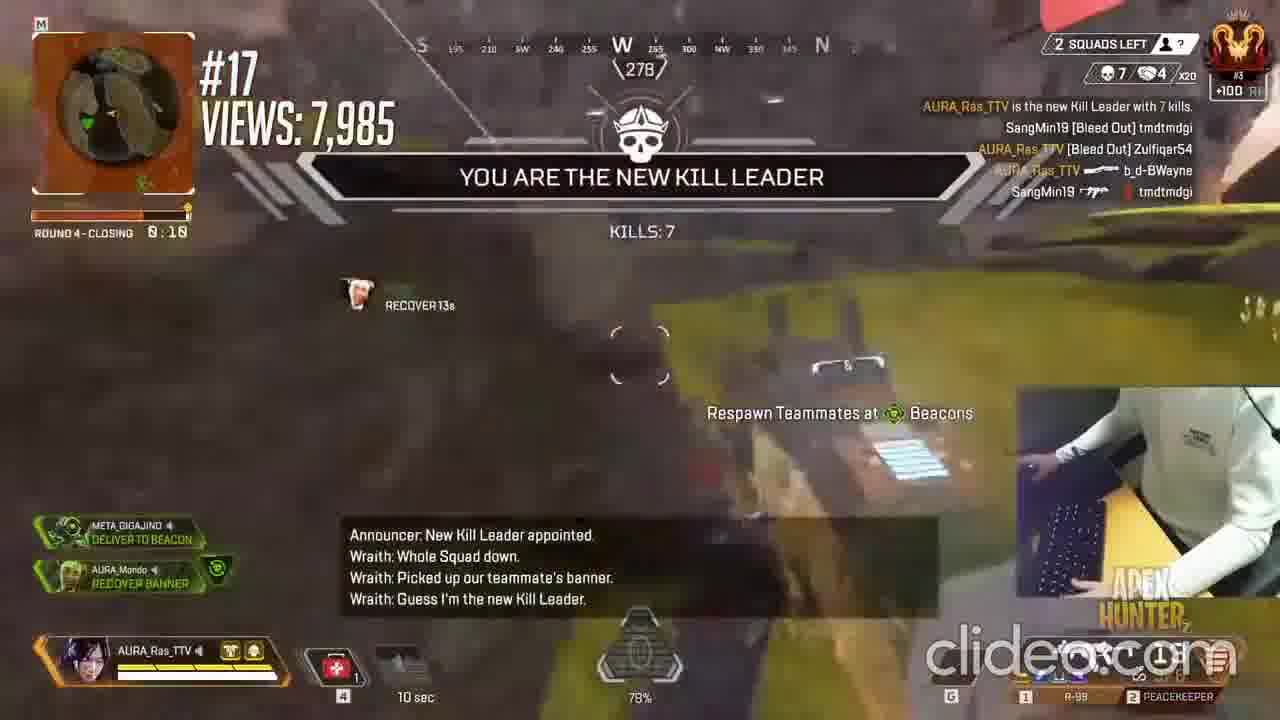 M
#17
VIEWS: 7,985
S 195 210 SW 240 255 W 265 300 NW 330 345 N
278
2 SQUADS LEFT ?
7 4 X20
#3
+100
AURA_Ras_TTV is the new Kill Leader with 7 kills.
SangMin19 [Bleed Out] tmdtmdgi
AURA_Ras_TTV [Bleed Out] Zulfiqar54
AURA_Ras_TTV b_d-BWayne
SangMin19 tmdtmdgi
YOU ARE THE NEW KILL LEADER
KILLS: 7
ROUND 4 - CLOSING 0:10
RECOVER 13s
Respawn Teammates at Beacons
META_GIGAJINO
DELIVER TO BEACON
AURA_Mondo
RECOVER BANNER
Announcer: New Kill Leader appointed.
Wraith: Whole Squad down.
Wraith: Picked up our teammate's banner.
Wraith: Guess I'm the new Kill Leader.
APEX
HUNTER
AURA_Ras_TTV
1
4
10 sec
78%
clideo.com
G
1 R-99 2 PEACEKEEPER